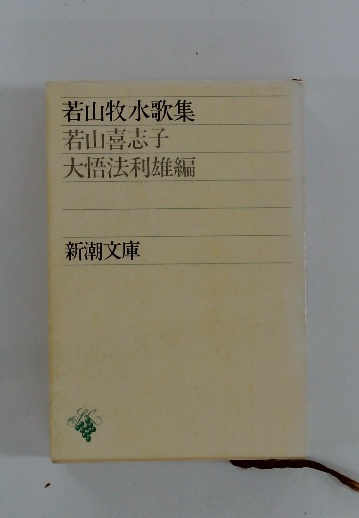 若山牧水歌集
若山喜志子
大悟法利雄編
新潮文庫